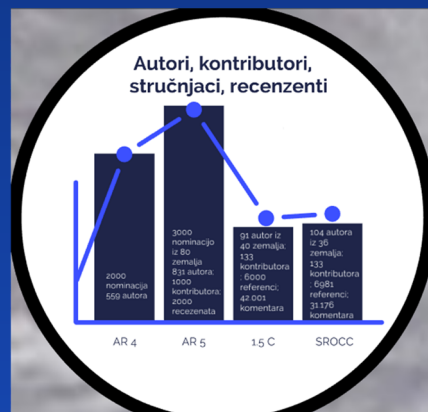 Autori, kontributori,
stručnjaci, recenzenti
2000
nominacija
559 autora
3000
nominacijo
iz 80
zemalja
831 autora;
1000
kontributora;
2000
recezenata
91 autor iz
40 zemalja;
133
kontributora
; 6000
referenci;
42.001
komentara
104 autora
iz 36
zemalja;
133
kontributora
; 6981
referenci;
31.176
komentara
AR 4
AR 5
1.5 C
SROCC